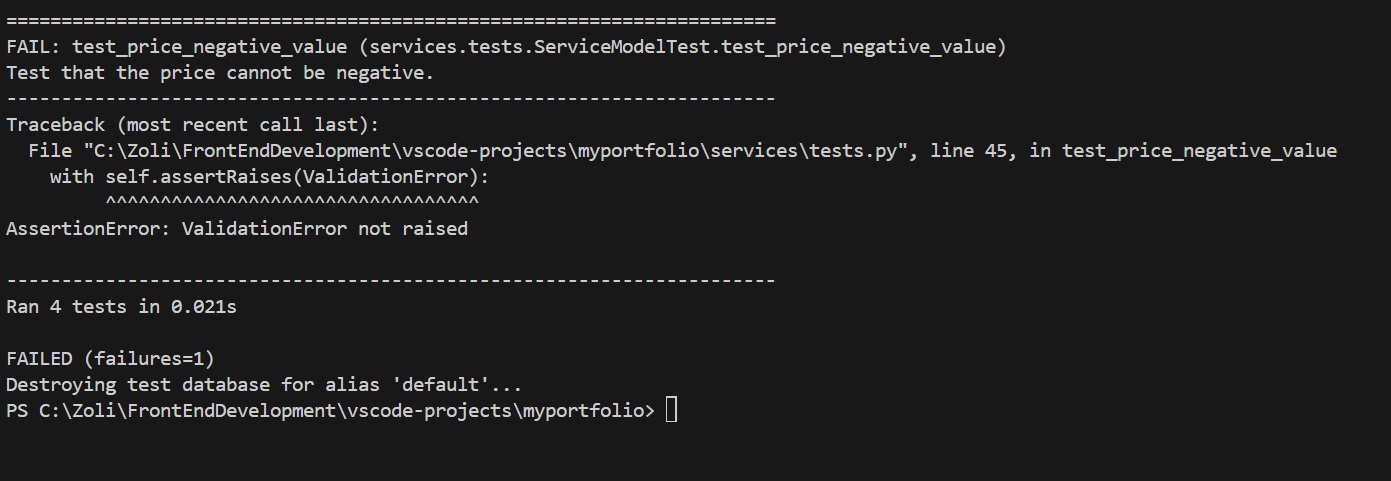 ======================================================================
FAIL: test_price_negative_value (services.tests.ServiceModelTest.test_price_negative_value)
Test that the price cannot be negative.
----------------------------------------------------------------------
Traceback (most recent call last):
  File "C:\Zoli\FrontEndDevelopment\vscode-projects\myportfolio\services\tests.py", line 45, in test_price_negative_value
    with self.assertRaises(ValidationError):
         ^^^^^^^^^^^^^^^^^^^^^^^^^^^^^^^^^^
AssertionError: ValidationError not raised
----------------------------------------------------------------------
Ran 4 tests in 0.021s
FAILED (failures=1)
Destroying test database for alias 'default'...
PS C:\Zoli\FrontEndDevelopment\vscode-projects\myportfolio>